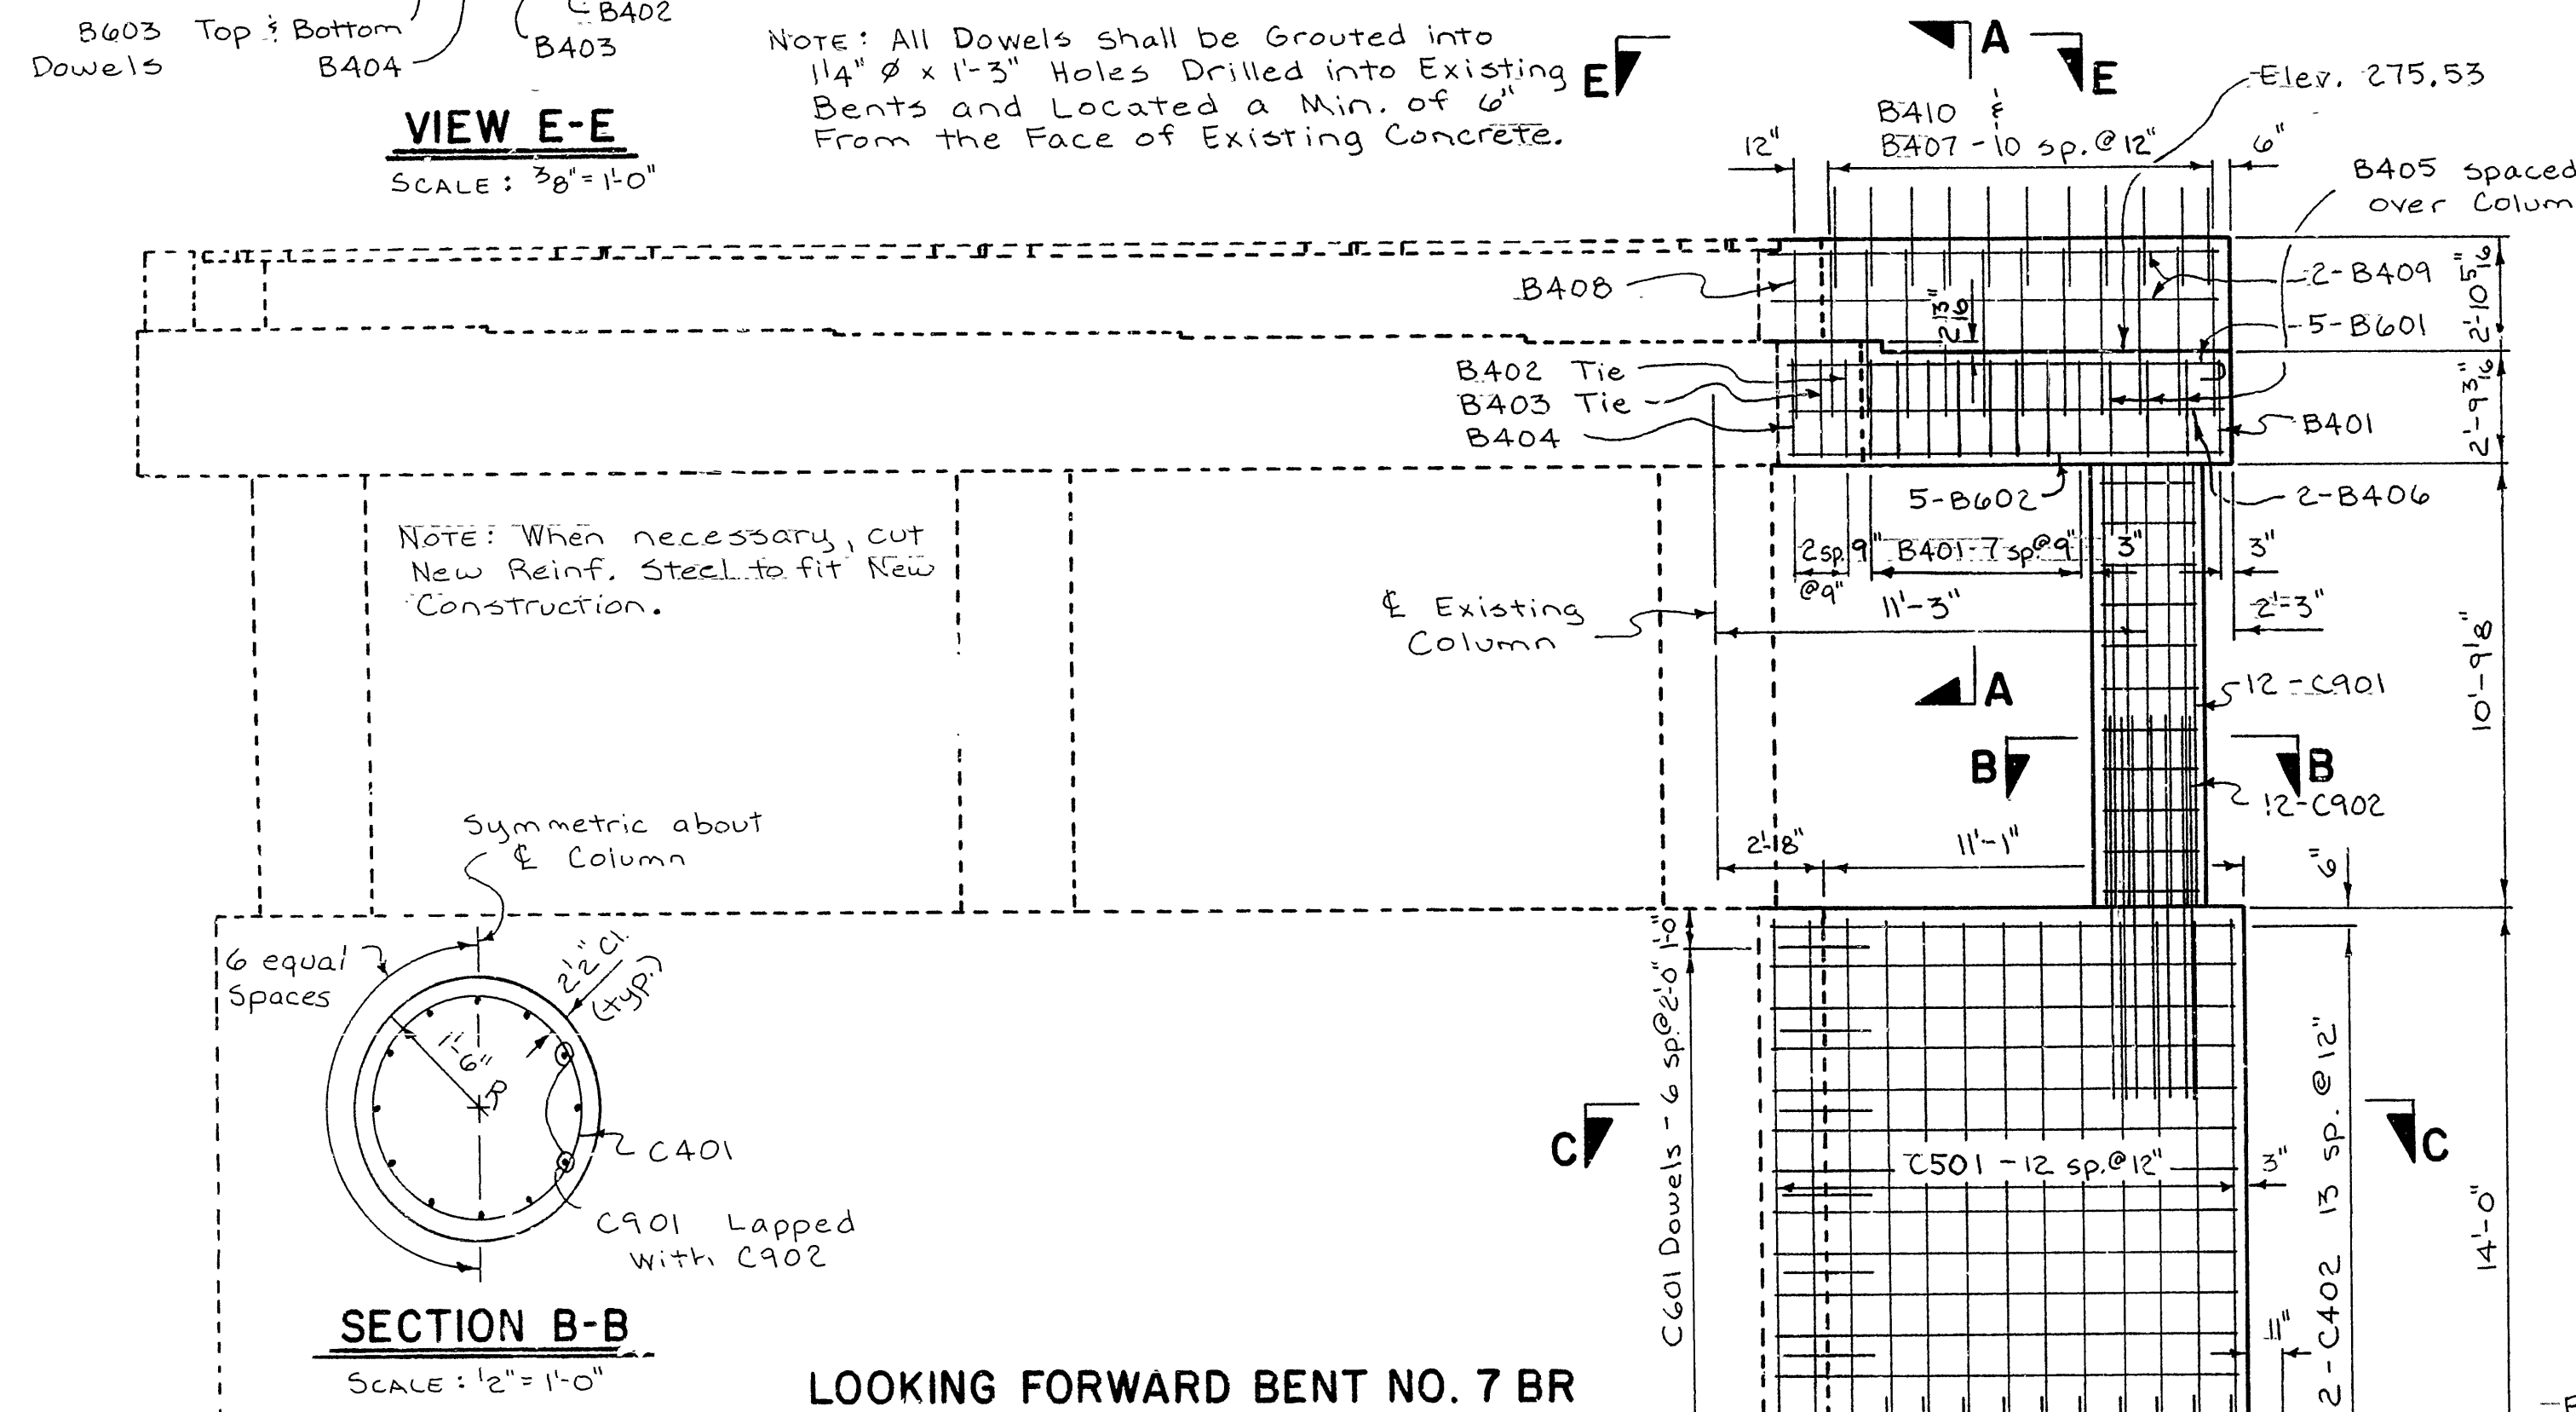 B603 Top & Bottom
Dowels
B404
B402
B403
VIEW E-E
SCALE: 3/8"=1'-0"
NOTE: All Dowels shall be Grouted into
1 1/4" ø x 1'-3" Holes Drilled into Existing
Bents and Located a Min. of 6"
From the Face of Existing Concrete.
E
A
E
Elev. 275.53
B410 &
B407-10 sp.@12"
12"
6"
B405 spaced
over Colum
B408
2 13/16"
2-B409
5-B601
2'-10 5/16"
B402 Tie
B403 Tie
B404
B401
2'-9 3/16"
5-B602
2-B406
NOTE: When necessary, cut
New Reinf. Steel to fit New
Construction.
2 sp.
@9"
9"
B401-7 sp@9"
3"
3"
℄ Existing
Column
11'-3"
2'-3"
10'-9 1/8"
A
12-C901
B
B
12-C902
Symmetric about
℄ Column
11'-1"
6"
6 equal
Spaces
2 1/2" Cl.
(typ.)
1'-6"
R
C401
C901 Lapped
with C902
SECTION B-B
SCALE: 1/2"=1'-0"
C601 Dowels - 6 sp@2'-0"
1'-0"
C
C
C501-12 sp.@12"
3"
2-C402 13 sp. @12"
14'-0"
11"
LOOKING FORWARD BENT NO. 7 BR